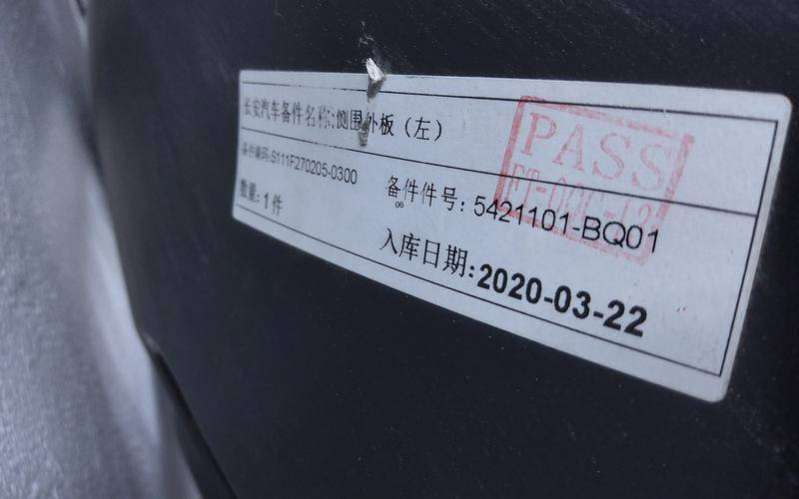 长安汽车备件名称:侧围外板（左）
备件编码:S111F270205-0300
备件件号: 5421101-BQ01
数量: 1 件
入库日期:2020-03-22
PASS